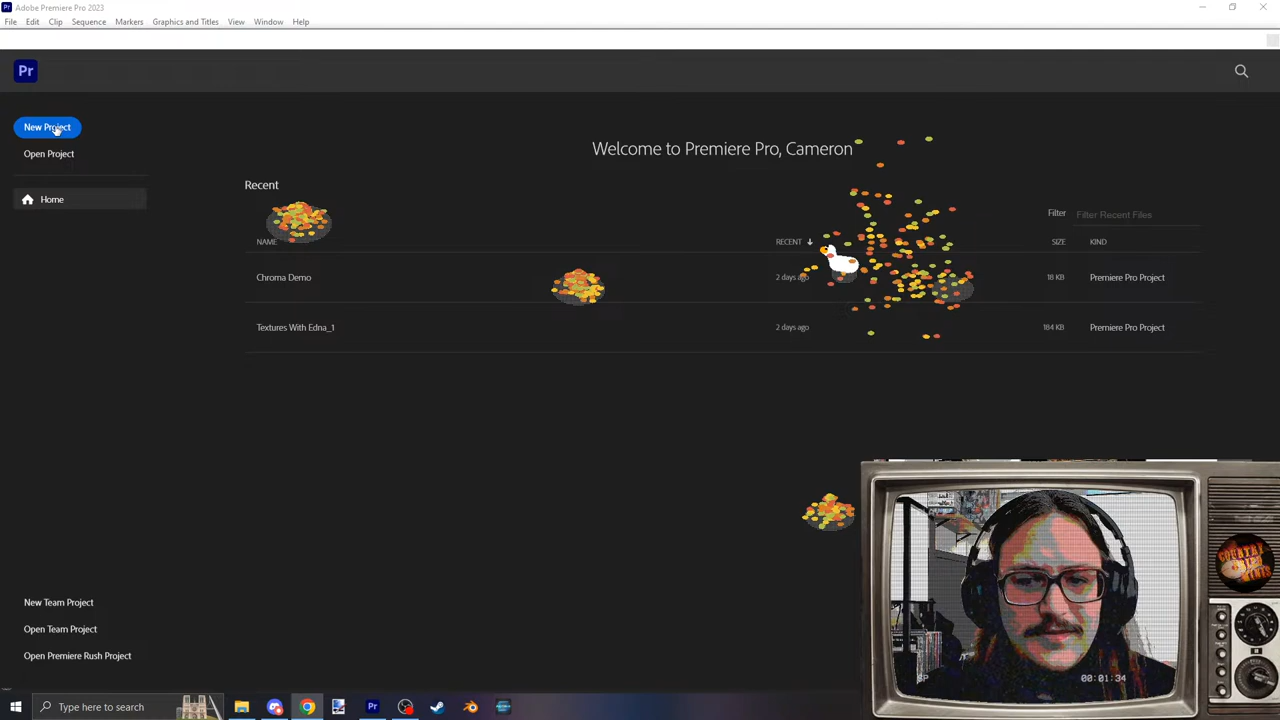 Adobe Premiere Pro 2023
File Edit Clip Sequence Markers Graphics and Titles View Window Help
Pr
New Project
Open Project
Home
Welcome to Premiere Pro, Cameron
Recent
Filter Filter Recent Files
NAME RECENT SIZE KIND
Chroma Demo 2 days ago 18 KB Premiere Pro Project
Textures With Edna_1 2 days ago 184 KB Premiere Pro Project
New Team Project
Open Team Project
Open Premiere Rush Project
COUNTRY
SP 00:01:34
Type here to search